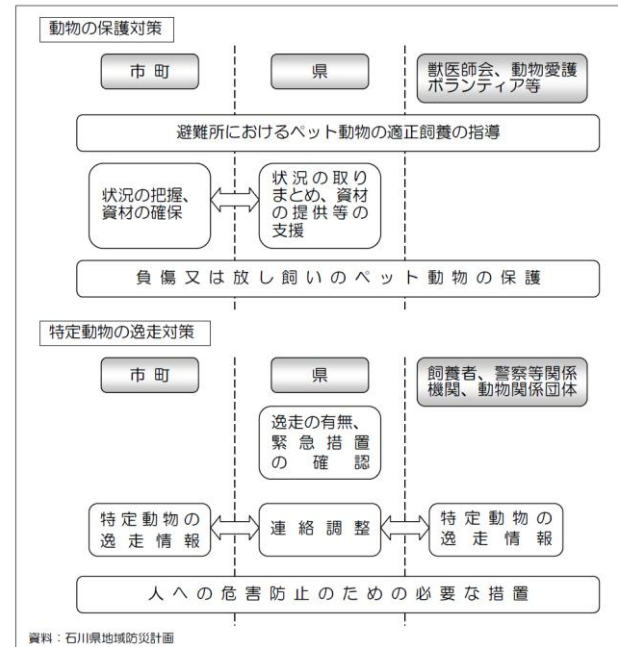 動物の保護対策
市町
県
獣医師会、動物愛護
ボランティア等
避難所におけるペット動物の適正飼養の指導
状況の把握、
資材の確保
状況の取り
まとめ、資材
の提供等の
支援
負傷又は放し飼いのペット動物の保護
特定動物の逸走対策
市町
県
飼養者、警察等関係
機関、動物関係団体
逸走の有無、
緊急措置
の確認
特定動物の
逸走情報
連絡調整
特定動物の
逸走情報
人への危害防止のための必要な措置
資料：石川県地域防災計画